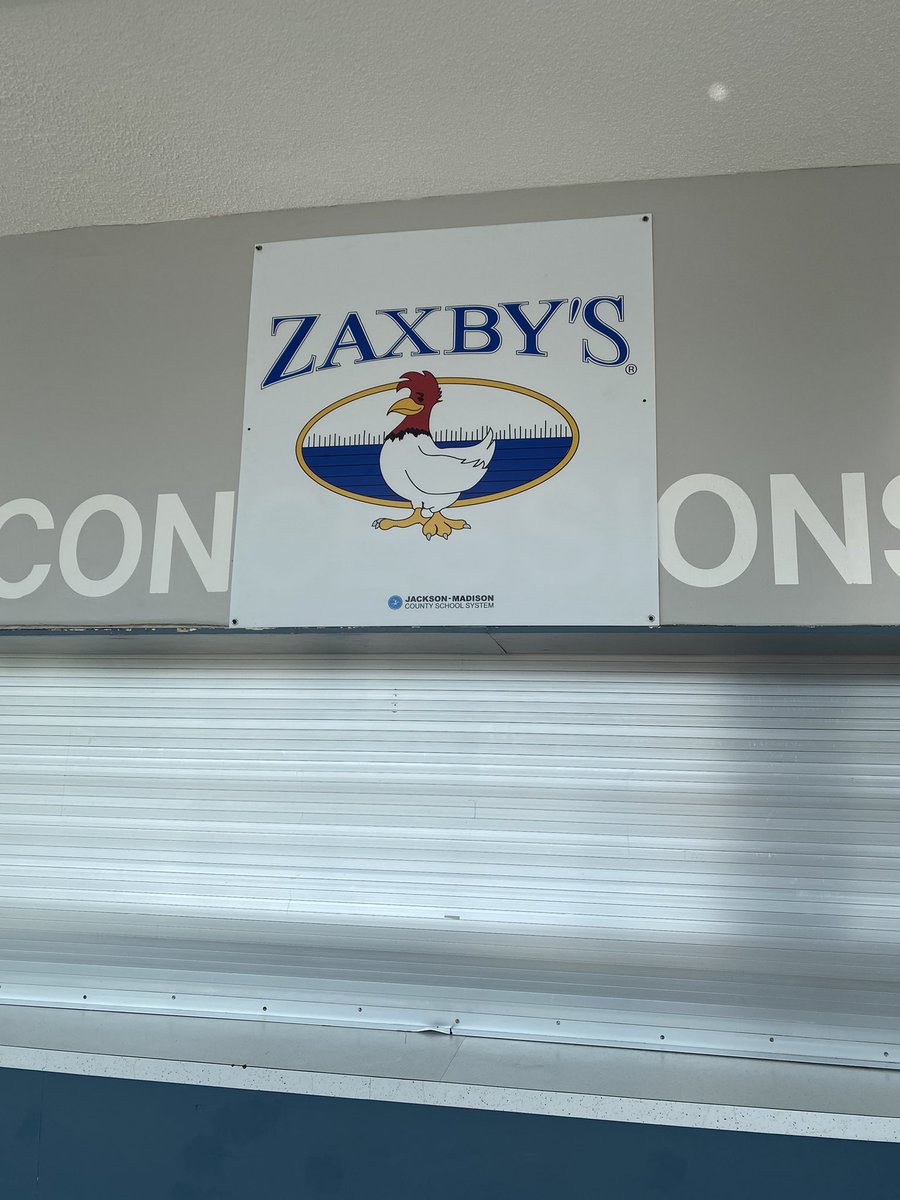 ZAXBY'S
®
CON ONS
JACKSON-MADISON
COUNTY SCHOOL SYSTEM